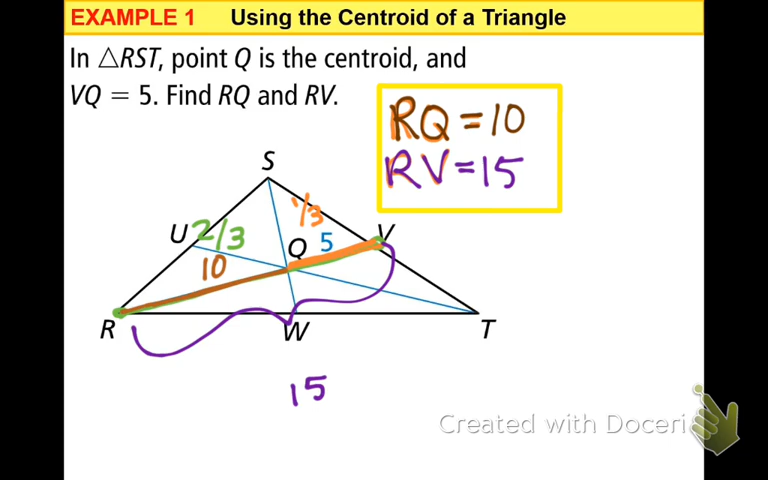 EXAMPLE 1 Using the Centroid of a Triangle
In △RST, point Q is the centroid, and
VQ = 5. Find RQ and RV.
RQ = 10
RV = 15
S
1/3
U 2/3 Q 5 V
10
R W T
15
Created with Doceri